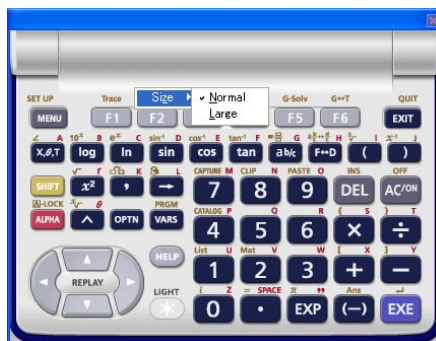 Size ✓ Normal
Large
SET UP Trace G-Solv G↔T QUIT
MENU F1 F2 F5 F6 EXIT
∠ A 10ˣ B eˣ C sin⁻¹ D cos⁻¹ E tan⁻¹ F G H I J
X,θ,T log ln sin cos tan ab/c F↔D ( )
√ Γ K L CAPTURE M CLIP N PASTE O INS OFF
SHIFT x² , → 7 8 9 DEL AC/ON
A-LOCK θ PRGM CATALOG P Q R { S } T
ALPHA ^ OPTN VARS 4 5 6 × ÷
List U Mat V W [ X ] Y
REPLAY HELP 1 2 3 + −
LIGHT i Z = SPACE π " Ans
0 • EXP (−) EXE